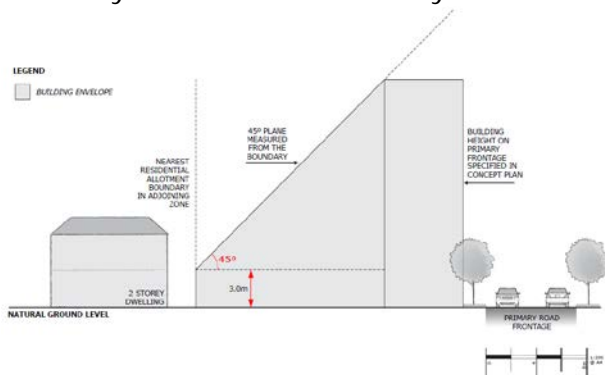 LEGEND
BUILDING ENVELOPE
NEAREST
RESIDENTIAL
ALLOTMENT
BOUNDARY
IN ADJOINING
ZONE
45º PLANE
MEASURED
FROM THE
BOUNDARY
BUILDING
HEIGHT ON
PRIMARY
FRONTAGE
SPECIFIED IN
CONCEPT PLAN
45º
3.0m
2 STOREY
DWELLING
NATURAL GROUND LEVEL
PRIMARY ROAD
FRONTAGE